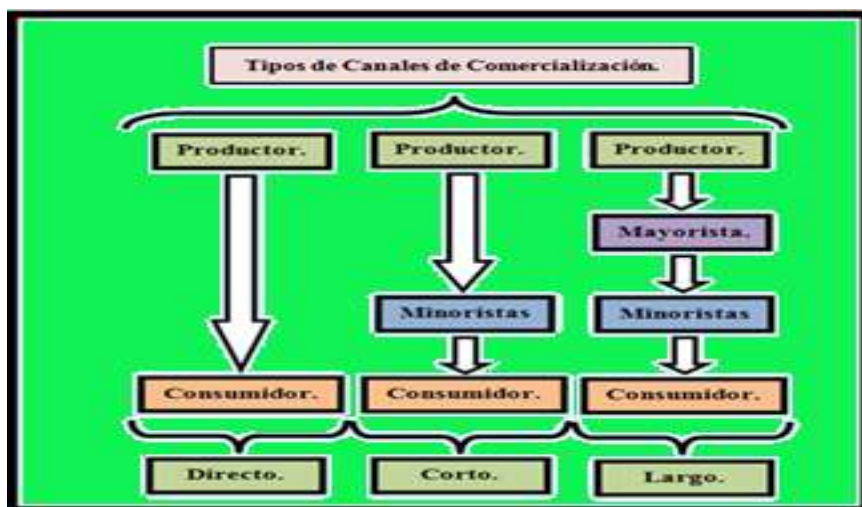 Tipos de Canales de Comercialización.
Productor. Productor. Productor.
Mayorista.
Minoristas Minoristas
Consumidor. Consumidor. Consumidor.
Directo. Corto. Largo.